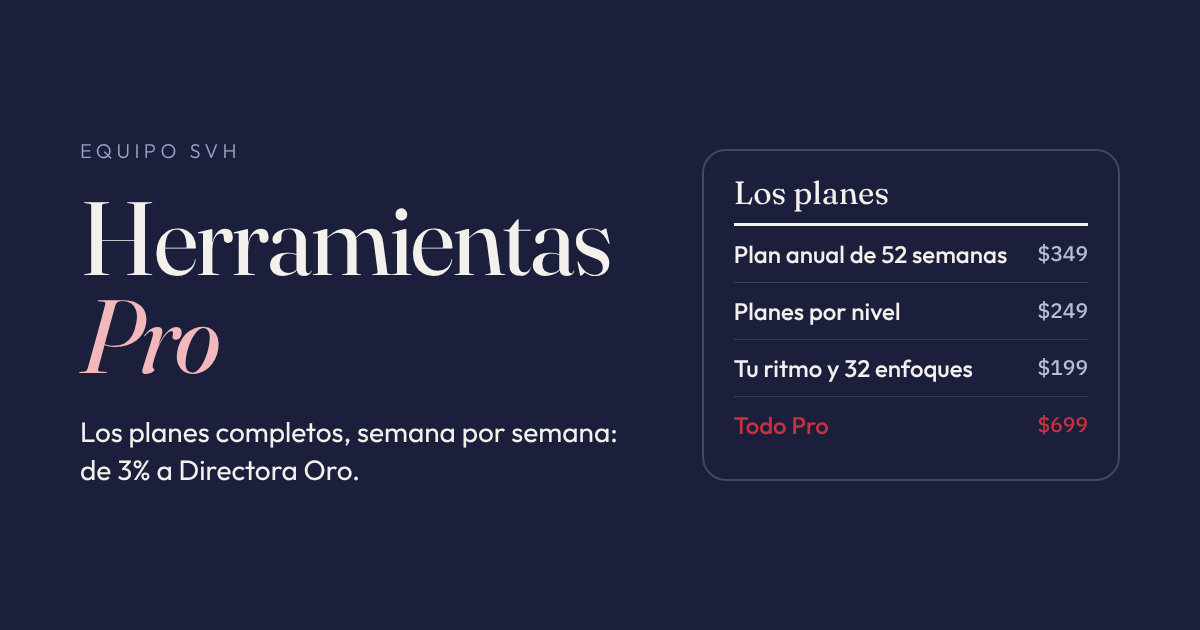 EQUIPO SVH
Herramientas
Pro
Los planes completos, semana por semana:
de 3% a Directora Oro.
Los planes
Plan anual de 52 semanas $349
Planes por nivel $249
Tu ritmo y 32 enfoques $199
Todo Pro $699